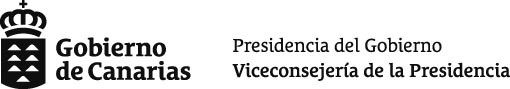 Gobierno
de Canarias
Presidencia del Gobierno
Viceconsejería de la Presidencia